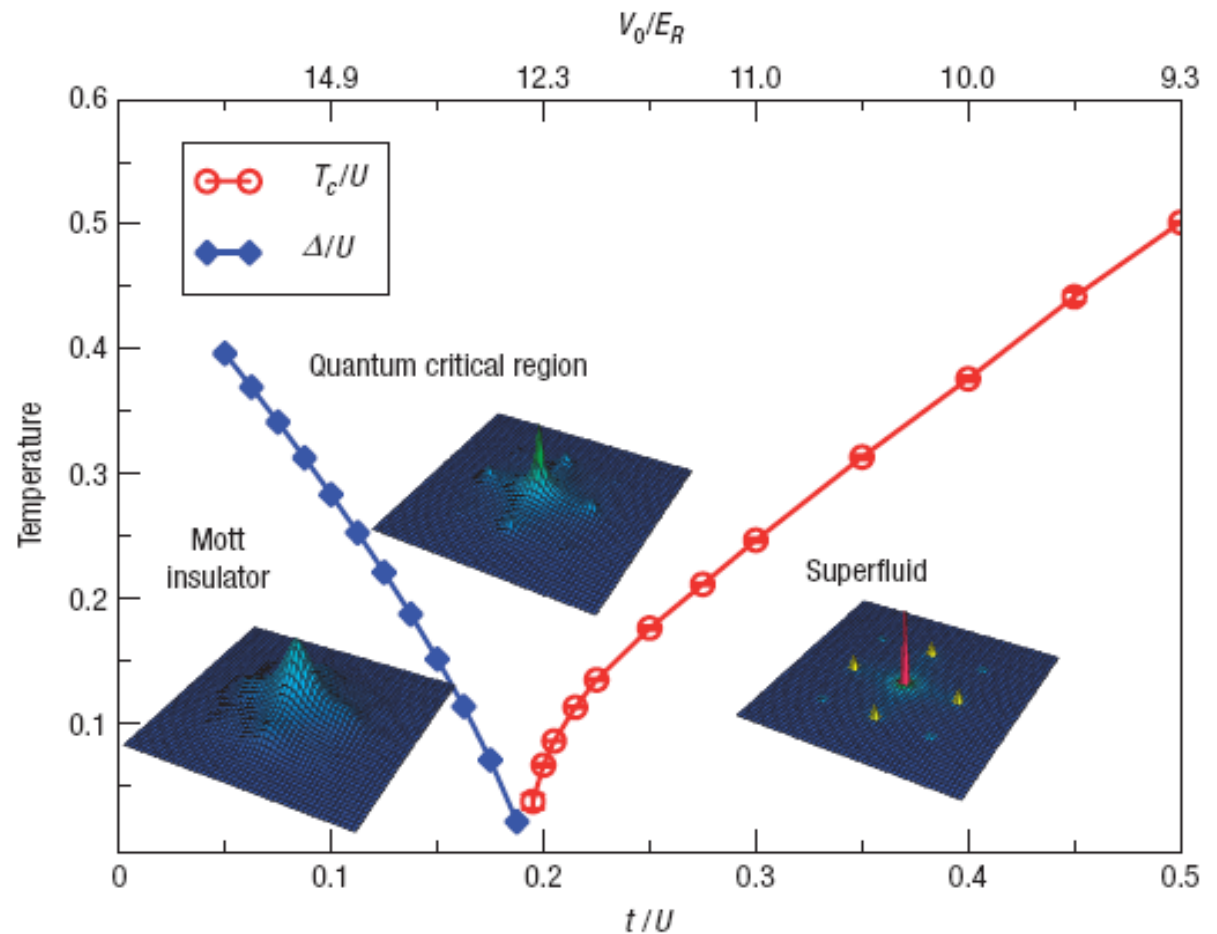 V₀/E_R
14.9 12.3 11.0 10.0 9.3
0.6
0.5
0.4
0.3
0.2
0.1
Temperature
T_c/U
Δ/U
Quantum critical region
Mott
insulator
Superfluid
0 0.1 0.2 0.3 0.4 0.5
t/U